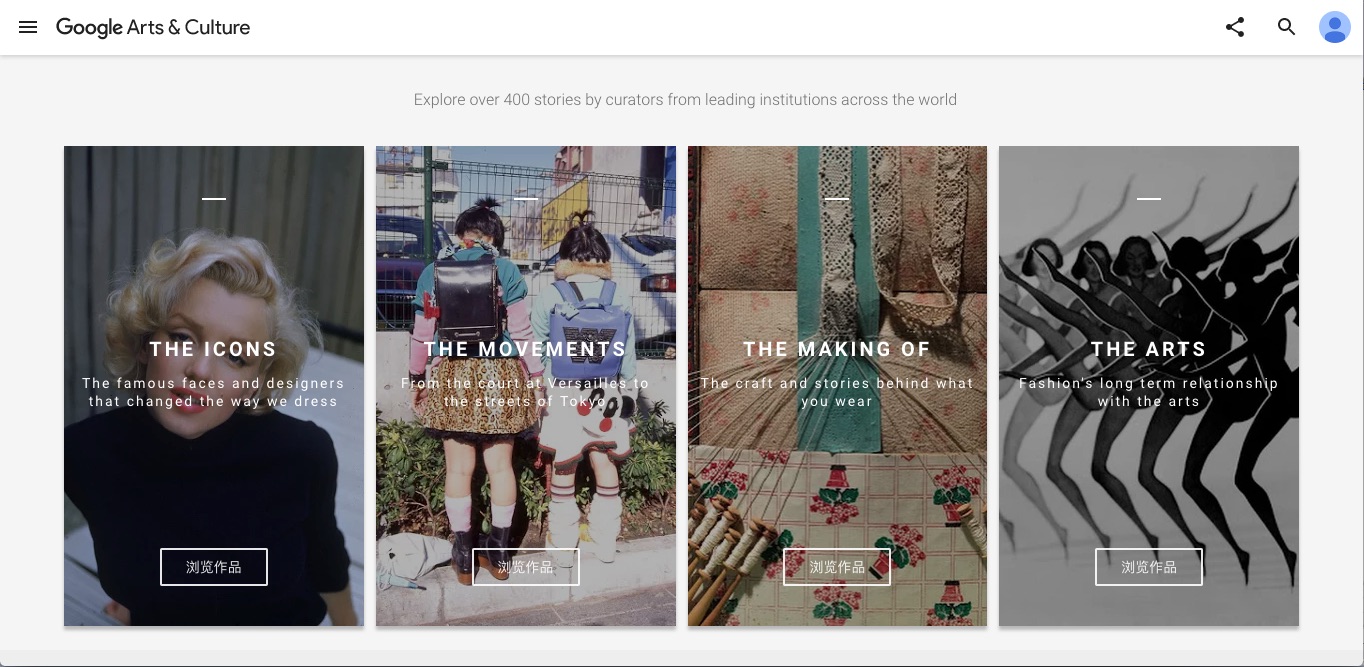 Google Arts & Culture
Explore over 400 stories by curators from leading institutions across the world
THE ICONS
The famous faces and designers
that changed the way we dress
浏览作品
THE MOVEMENTS
From the court at Versailles to
the streets of Tokyo
浏览作品
THE MAKING OF
The craft and stories behind what
you wear
浏览作品
THE ARTS
Fashion's long term relationship
with the arts
浏览作品